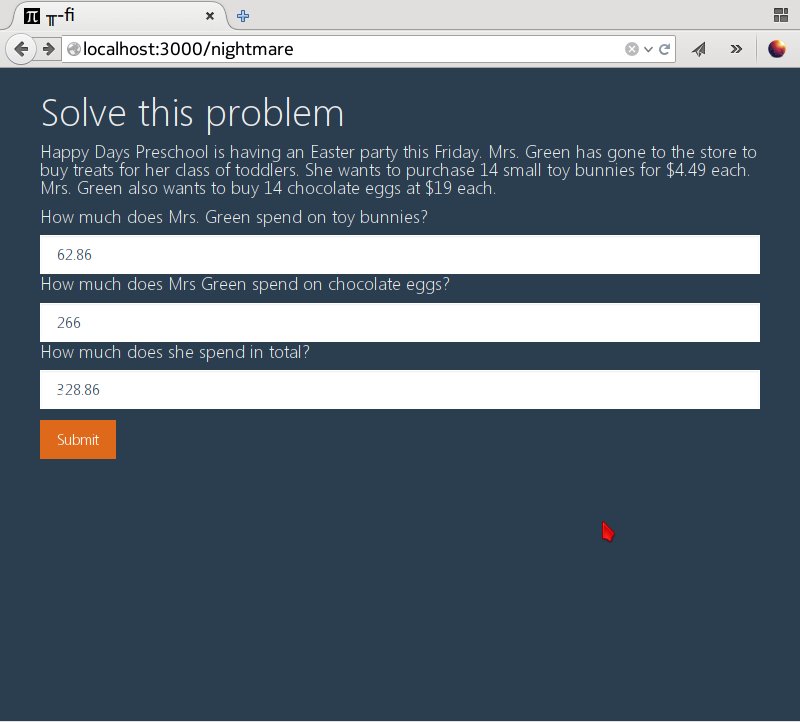 ╥-fi
localhost:3000/nightmare
Solve this problem
Happy Days Preschool is having an Easter party this Friday. Mrs. Green has gone to the store to
buy treats for her class of toddlers. She wants to purchase 14 small toy bunnies for $4.49 each.
Mrs. Green also wants to buy 14 chocolate eggs at $19 each.
How much does Mrs. Green spend on toy bunnies?
62.86
How much does Mrs Green spend on chocolate eggs?
266
How much does she spend in total?
328.86
Submit